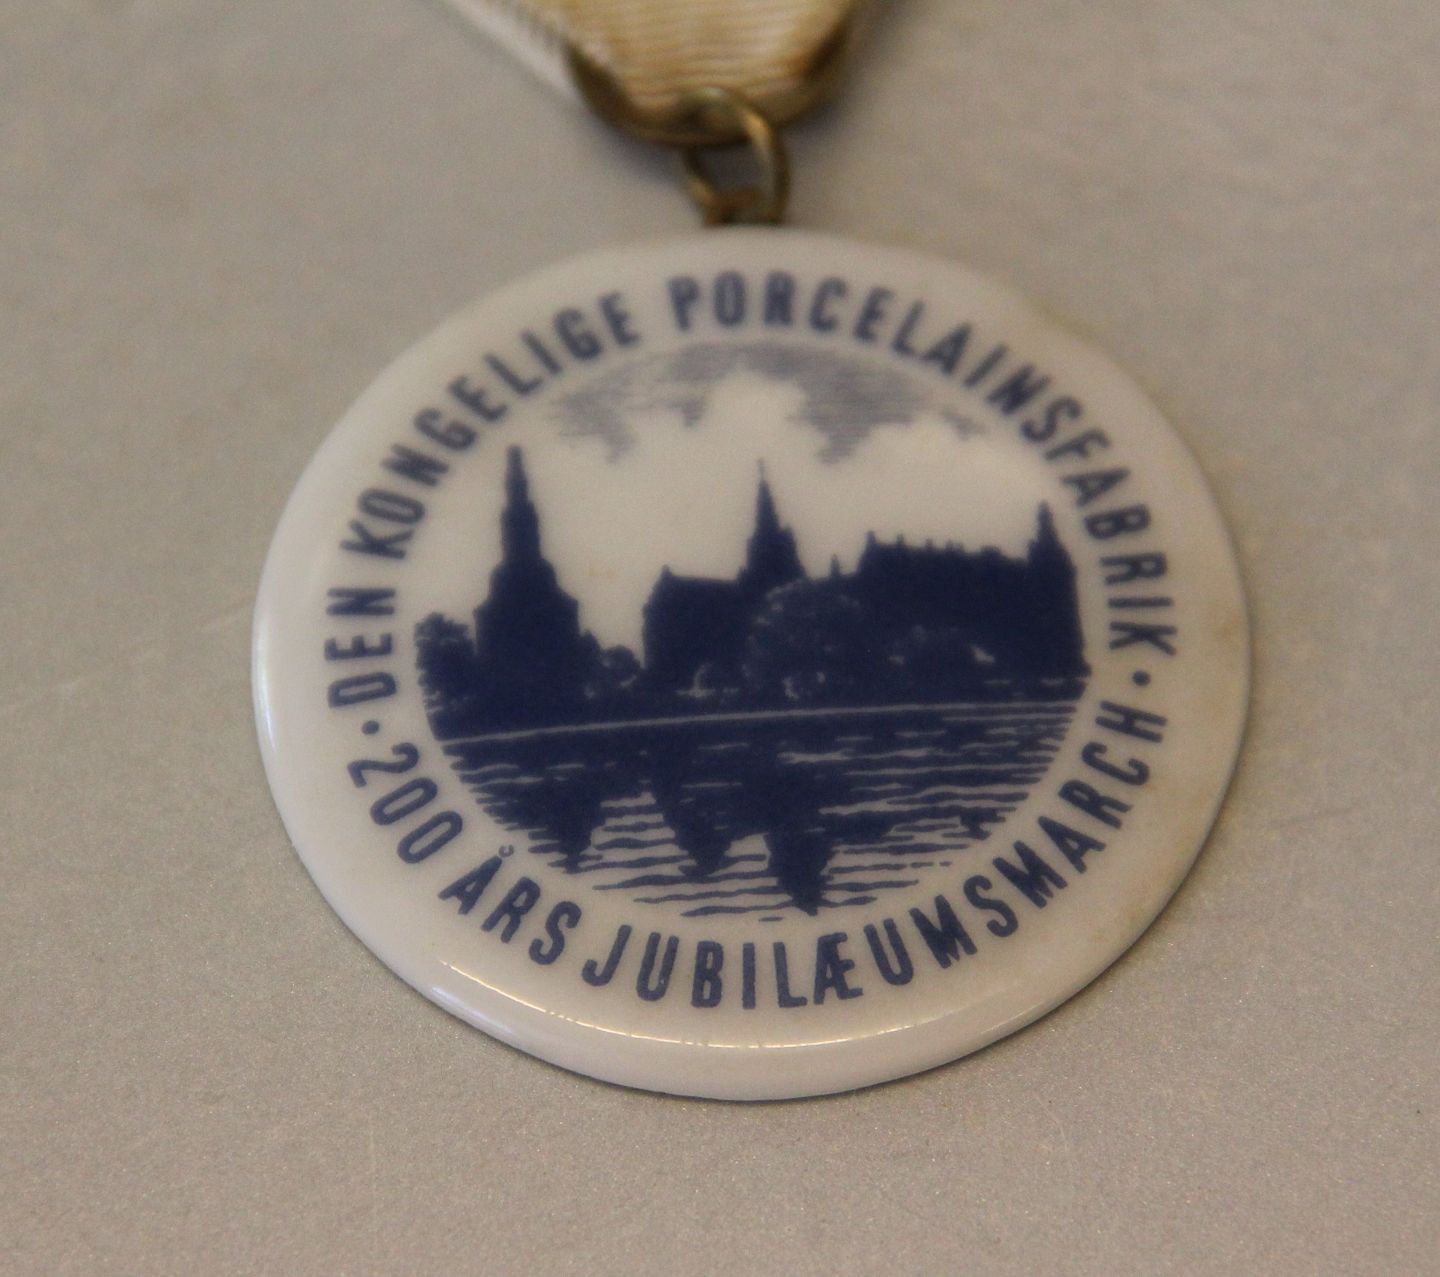 · DEN KONGELIGE PORCELAINSFABRIK ·
200 ÅRS JUBILÆUMSMARCH